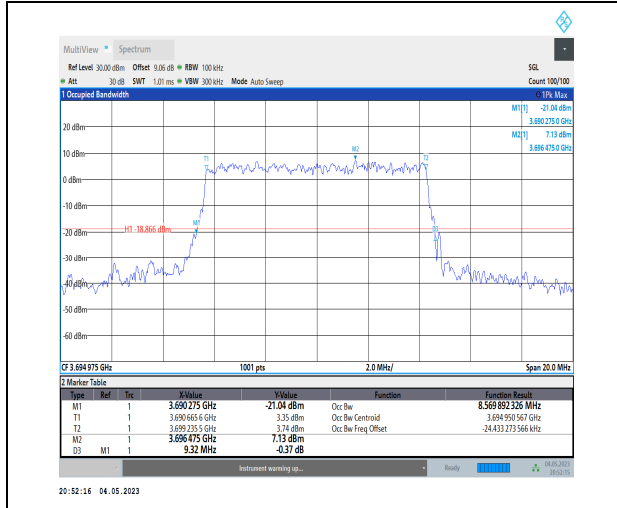 MultiView Spectrum
Ref Level 30.00 dBm Offset 9.06 dB RBW 100 kHz SGL
Att 30 dB SWT 1.01 ms VBW 300 kHz Mode Auto Sweep Count 100/100
1 Occupied Bandwidth 1Pk Max
M1[1] -21.04 dBm
3.690 275 0 GHz
M2[1] 7.13 dBm
3.696 475 0 GHz
20 dBm
10 dBm
M2
T1
T2
0 dBm
-10 dBm
M1
-20 dBm
H1 -18.866 dBm
D3
-30 dBm
-40 dBm
-50 dBm
-60 dBm
CF 3.694 975 GHz 1001 pts 2.0 MHz/ Span 20.0 MHz
2 Marker Table
Type Ref Trc X-Value Y-Value Function Function Result
M1 1 3.690 275 GHz -21.04 dBm Occ Bw 8.569 892 326 MHz
T1 1 3.690 665 6 GHz 3.35 dBm Occ Bw Centroid 3.694 950 567 GHz
T2 1 3.699 235 5 GHz 3.74 dBm Occ Bw Freq Offset -24.433 273 566 kHz
M2 1 3.696 475 GHz 7.13 dBm
D3 M1 1 9.32 MHz -0.37 dB
Instrument warming up... Ready 04.05.2023
20:52:15
20:52:16 04.05.2023